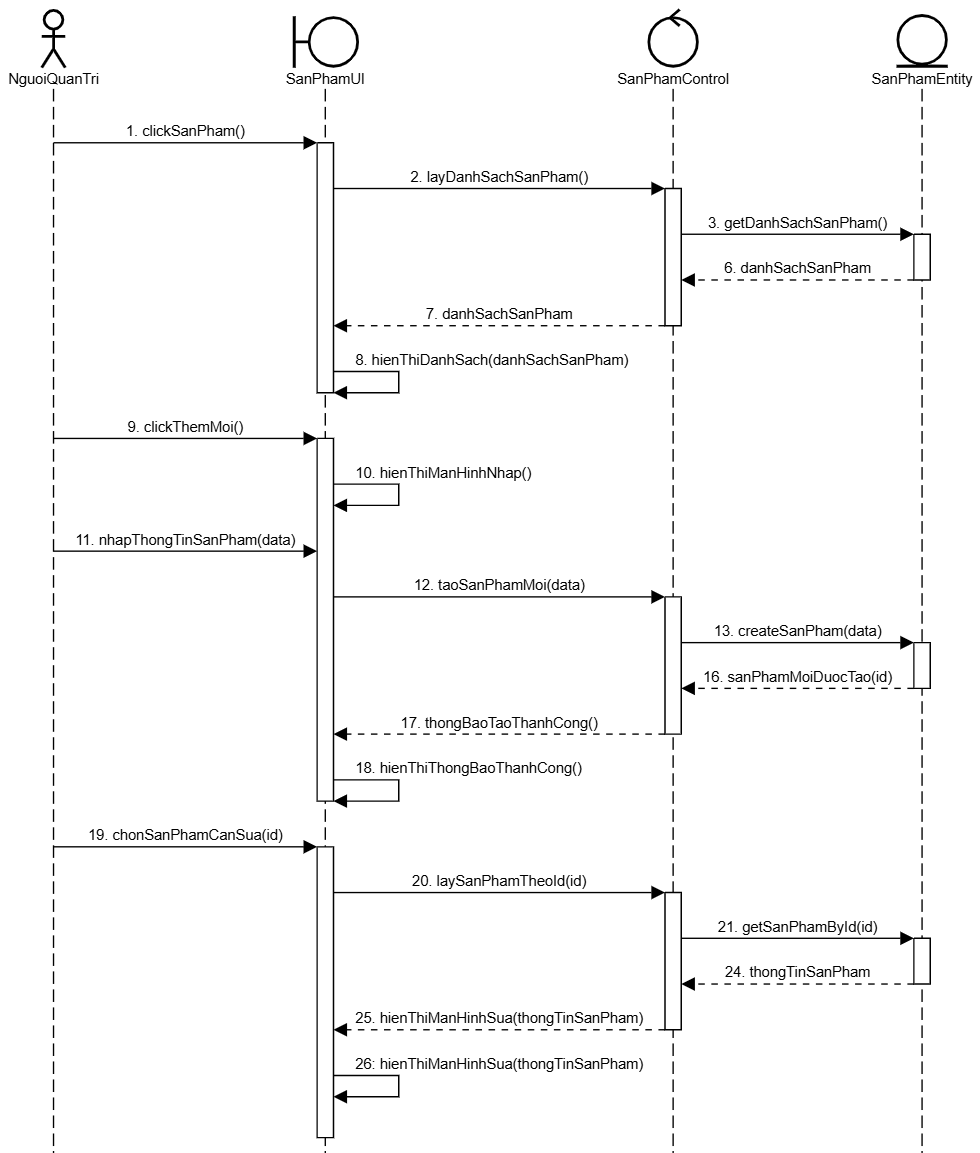 NguoiQuanTri
SanPhamUI
SanPhamControl
SanPhamEntity
1. clickSanPham()
2. layDanhSachSanPham()
3. getDanhSachSanPham()
6. danhSachSanPham
7. danhSachSanPham
8. hienThiDanhSach(danhSachSanPham)
9. clickThemMoi()
10. hienThiManHinhNhap()
11. nhapThongTinSanPham(data)
12. taoSanPhamMoi(data)
13. createSanPham(data)
16. sanPhamMoiDuocTao(id)
17. thongBaoTaoThanhCong()
18. hienThiThongBaoThanhCong()
19. chonSanPhamCanSua(id)
20. laySanPhamTheoId(id)
21. getSanPhamById(id)
24. thongTinSanPham
25. hienThiManHinhSua(thongTinSanPham)
26: hienThiManHinhSua(thongTinSanPham)